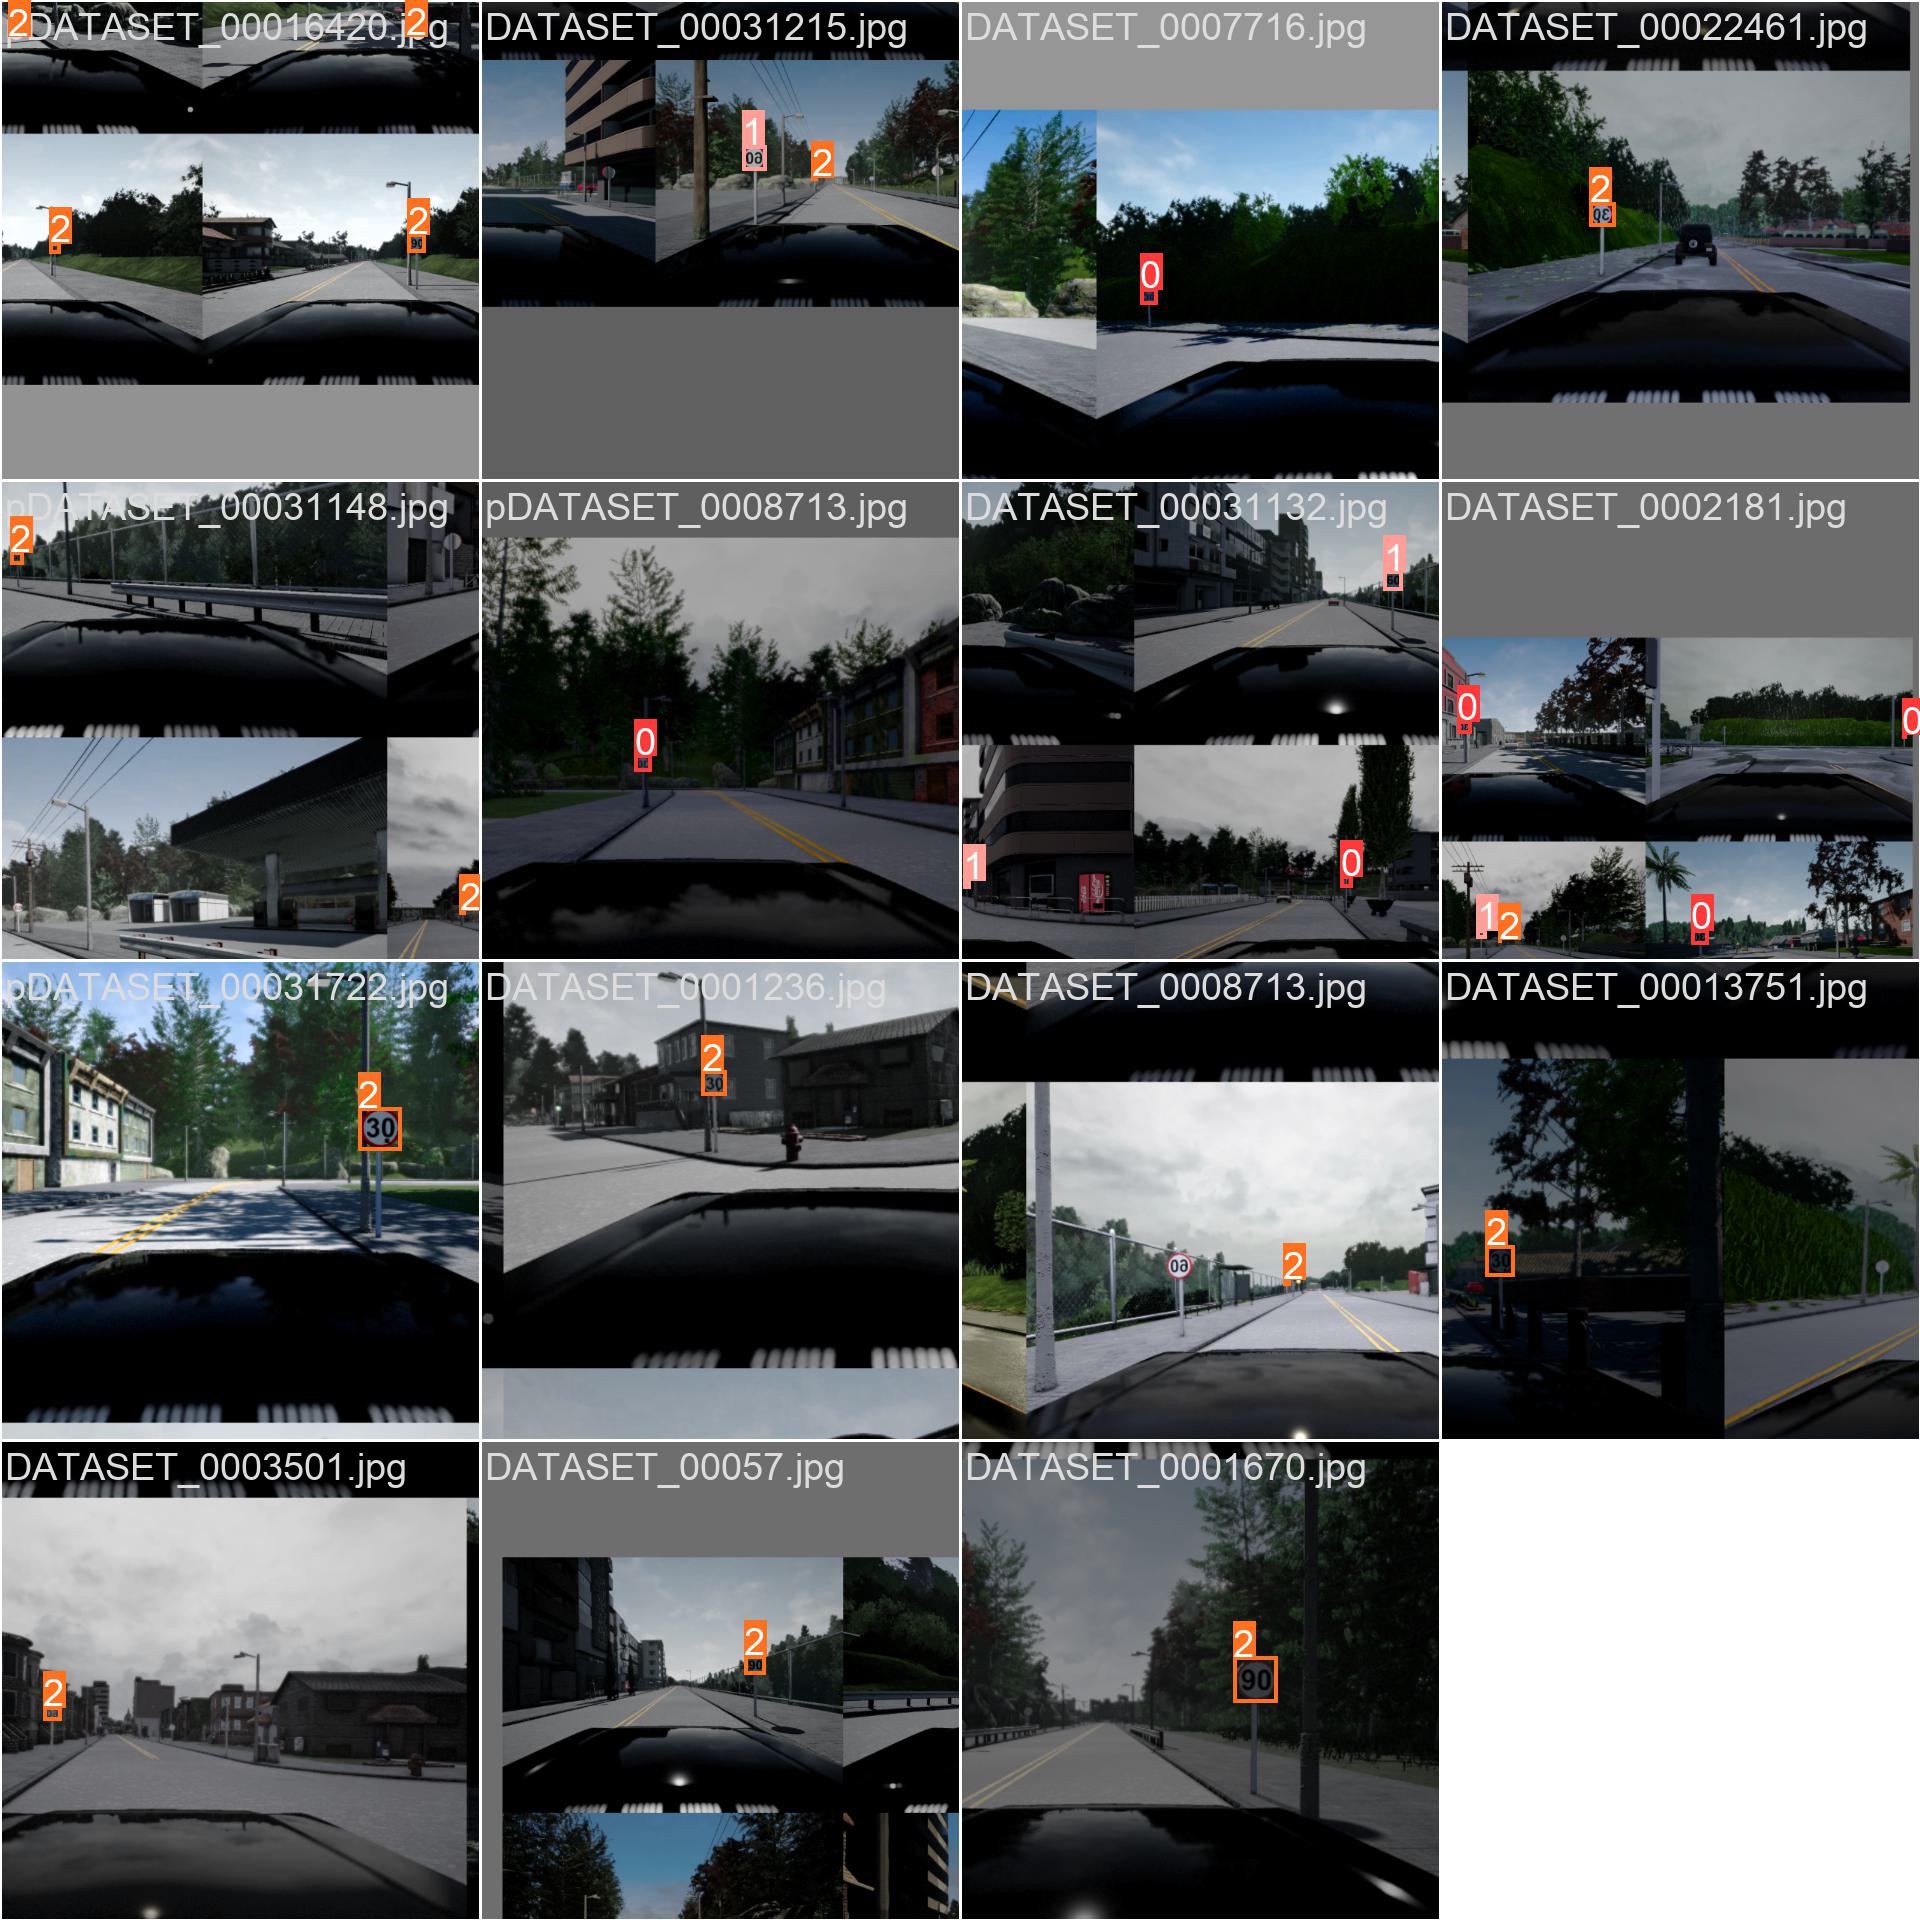 DATASET_00016420.jpg
2
2
2
2
90
DATASET_00031215.jpg
1
60
2
DATASET_0007716.jpg
0
DATASET_00022461.jpg
2
30
pDATASET_00031148.jpg
2
2
pDATASET_0008713.jpg
0
DATASET_00031132.jpg
1
60
1
0
DATASET_0002181.jpg
0
0
1
2
0
pDATASET_00031722.jpg
2
30
DATASET_0001236.jpg
2
30
DATASET_0008713.jpg
60
2
DATASET_00013751.jpg
2
30
DATASET_0003501.jpg
2
DATASET_00057.jpg
2
90
DATASET_0001670.jpg
2
90